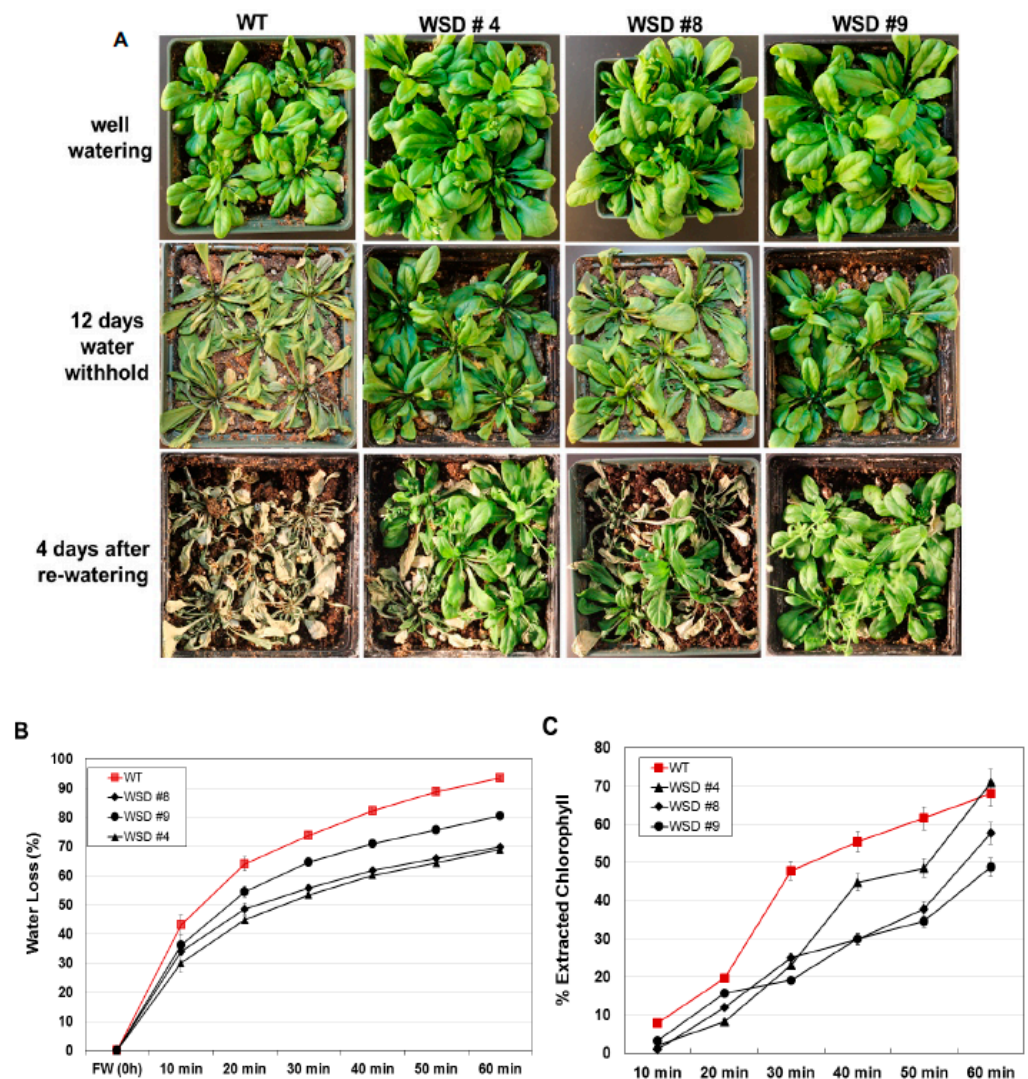 A
WT
WSD # 4
WSD #8
WSD #9
well
watering
12 days
water
withhold
4 days after
re-watering
B
Water Loss (%)
100
90
80
70
60
50
40
30
20
10
0
WT
WSD #8
WSD #9
WSD #4
FW (0h)
10 min
20 min
30 min
40 min
50 min
60 min
C
% Extracted Chlorophyll
80
70
60
50
40
30
20
10
0
WT
WSD #4
WSD #8
WSD #9
10 min
20 min
30 min
40 min
50 min
60 min